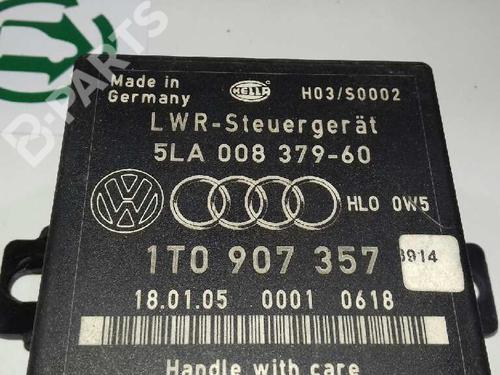 B-PARTS
Made in
Germany
HELLA
H03/S0002
LWR-Steuergerät
5LA 008 379-60
HLO 0W5
1T0 907 357
3914
18.01.05 0001 0618
Handle with care